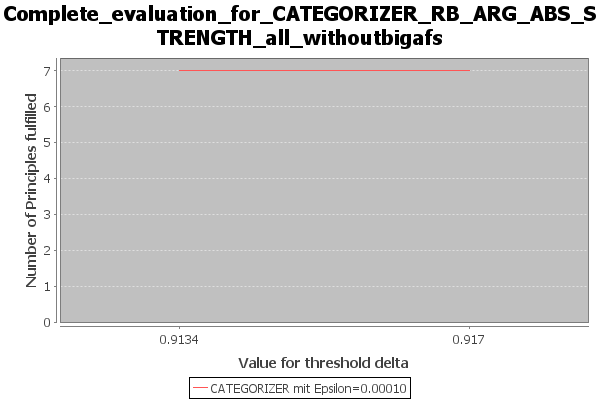 Complete_evaluation_for_CATEGORIZER_RB_ARG_ABS_S
TRENGTH_all_withoutbigafs
Number of Principles fulfilled
7
6
5
4
3
2
1
0
0.9134 0.917
Value for threshold delta
CATEGORIZER mit Epsilon=0.00010